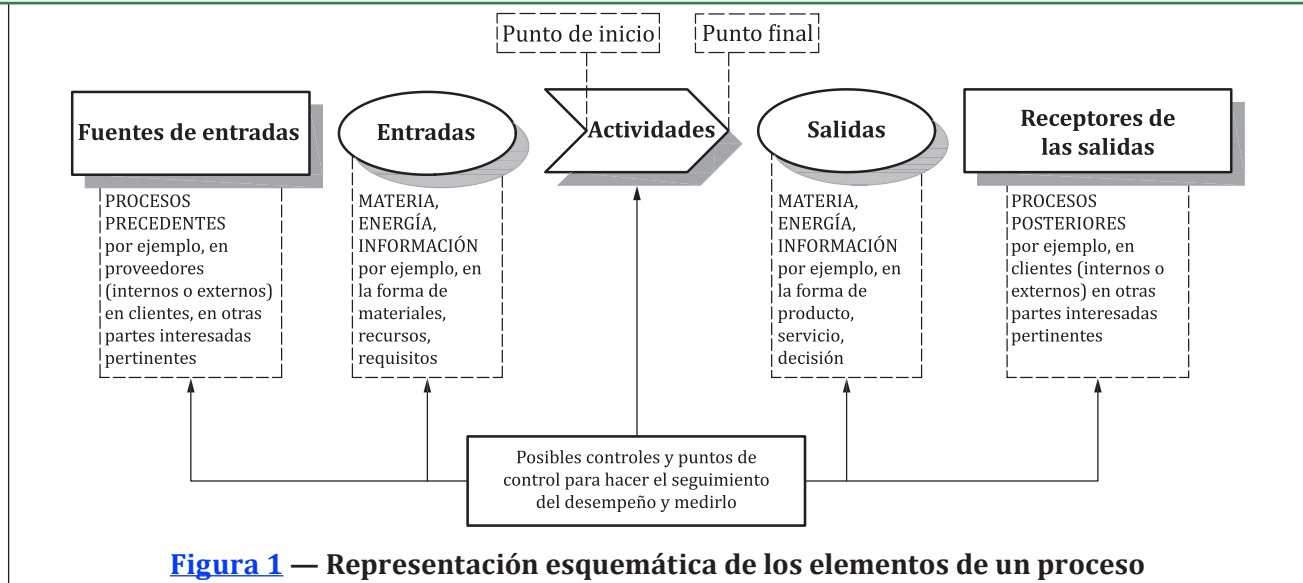 Punto de inicio
Punto final
Fuentes de entradas
Entradas
Actividades
Salidas
Receptores de
las salidas
PROCESOS
PRECEDENTES
por ejemplo, en
proveedores
(internos o externos)
en clientes, en otras
partes interesadas
pertinentes
MATERIA,
ENERGÍA,
INFORMACIÓN
por ejemplo, en
la forma de
materiales,
recursos,
requisitos
MATERIA,
ENERGÍA,
INFORMACIÓN
por ejemplo, en
la forma de
producto,
servicio,
decisión
PROCESOS
POSTERIORES
por ejemplo, en
clientes (internos o
externos) en otras
partes interesadas
pertinentes
Posibles controles y puntos de
control para hacer el seguimiento
del desempeño y medirlo
Figura 1 — Representación esquemática de los elementos de un proceso